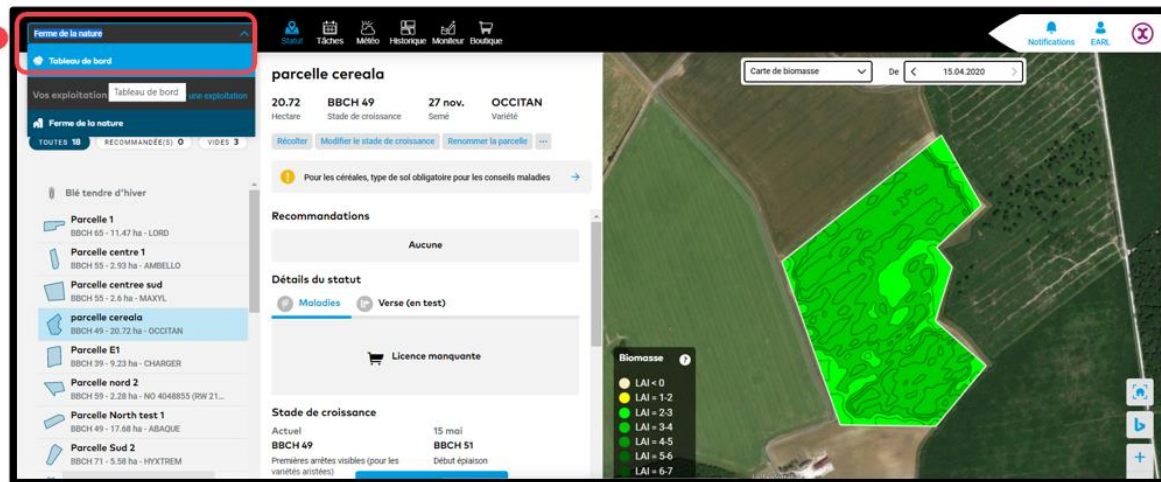 Ferme de la nature
Tableau de bord
Vos exploitation
Tableau de bord
une exploitation
Ferme de la nature
TOUTES 18
RECOMMANDÉE(S) 0
VIDES 3
Blé tendre d'hiver
Parcelle 1
BBCH 65 - 11.47 ha - LORD
Parcelle centre 1
BBCH 55 - 2.93 ha - AMBELLO
Parcelle centree sud
BBCH 55 - 2.6 ha - MAXYL
parcelle cereala
BBCH 49 - 20.72 ha - OCCITAN
Parcelle E1
BBCH 39 - 9.23 ha - CHARGER
Parcelle nord 2
BBCH 59 - 2.28 ha - NO 4048855 (RW 21...
Parcelle North test 1
BBCH 49 - 17.68 ha - ABAQUE
Parcelle Sud 2
BBCH 71 - 5.58 ha - HYXTREM
Statut
Tâches
Météo
Historique
Moniteur
Boutique
Notifications
EARL
parcelle cereala
20.72
BBCH 49
27 nov.
OCCITAN
Hectare
Stade de croissance
Semé
Variété
Récolter
Modifier le stade de croissance
Renommer la parcelle
...
Pour les céréales, type de sol obligatoire pour les conseils maladies
Recommandations
Aucune
Détails du statut
Maladies
Verse (en test)
Licence manquante
Stade de croissance
Actuel
15 mai
BBCH 49
BBCH 51
Premières arrêtes visibles (pour les
variétés aristées)
Début épiaison
Carte de biomasse
De
15.04.2020
Biomasse
?
LAI < 0
LAI = 1-2
LAI = 2-3
LAI = 3-4
LAI = 4-5
LAI = 5-6
LAI = 6-7